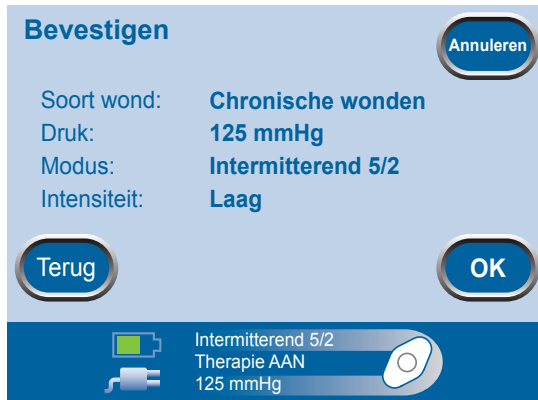 Bevestigen
Annuleren
Soort wond: Chronische wonden
Druk: 125 mmHg
Modus: Intermitterend 5/2
Intensiteit: Laag
Terug
OK
Intermitterend 5/2
Therapie AAN
125 mmHg